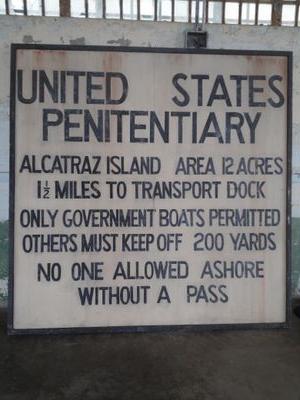 UNITED STATES
PENITENTIARY
ALCATRAZ ISLAND AREA 12 ACRES
1½ MILES TO TRANSPORT DOCK
ONLY GOVERNMENT BOATS PERMITTED
OTHERS MUST KEEP OFF 200 YARDS
NO ONE ALLOWED ASHORE
WITHOUT A PASS